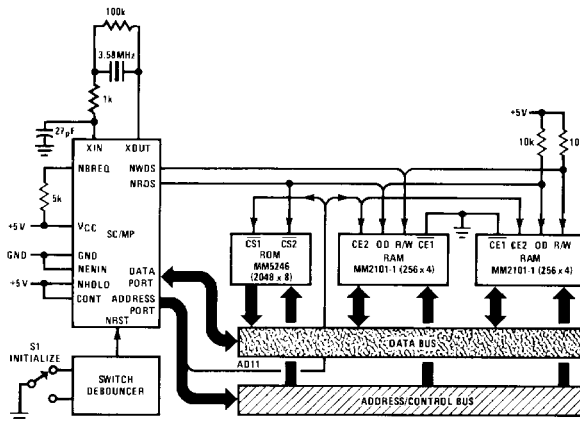 100k
3.58MHz
1k
27pF
XIN XOUT
+5V
10k 10
NBREQ NWDS
NRDS
5k
+5V VCC
SC/MP
GND GND
NENIN
+5V NHOLO
CONT
DATA PORT
ADDRESS PORT
NRST
CS1 CS2
ROM
MM5246
(2048 x 8)
CE2 OD R/W CE1
RAM
MM2101-1 (256 x 4)
CE1 CE2 OD R/W
RAM
MM2101-1 (256 x 4)
DATA BUS
AD11
ADDRESS/CONTROL BUS
S1
INITIALIZE
SWITCH
DEBOUNCER